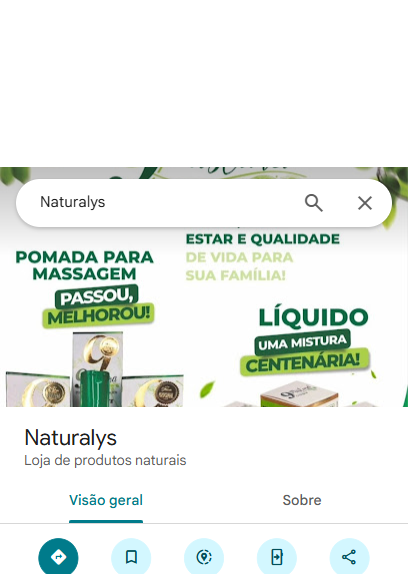 Naturalys
ESTAR E QUALIDADE
DE VIDA PARA
SUA FAMÍLIA!
POMADA PARA
MASSAGEM
PASSOU,
MELHOROU!
LÍQUIDO
UMA MISTURA
CENTENÁRIA!
Naturalys
Loja de produtos naturais
Visão geral
Sobre